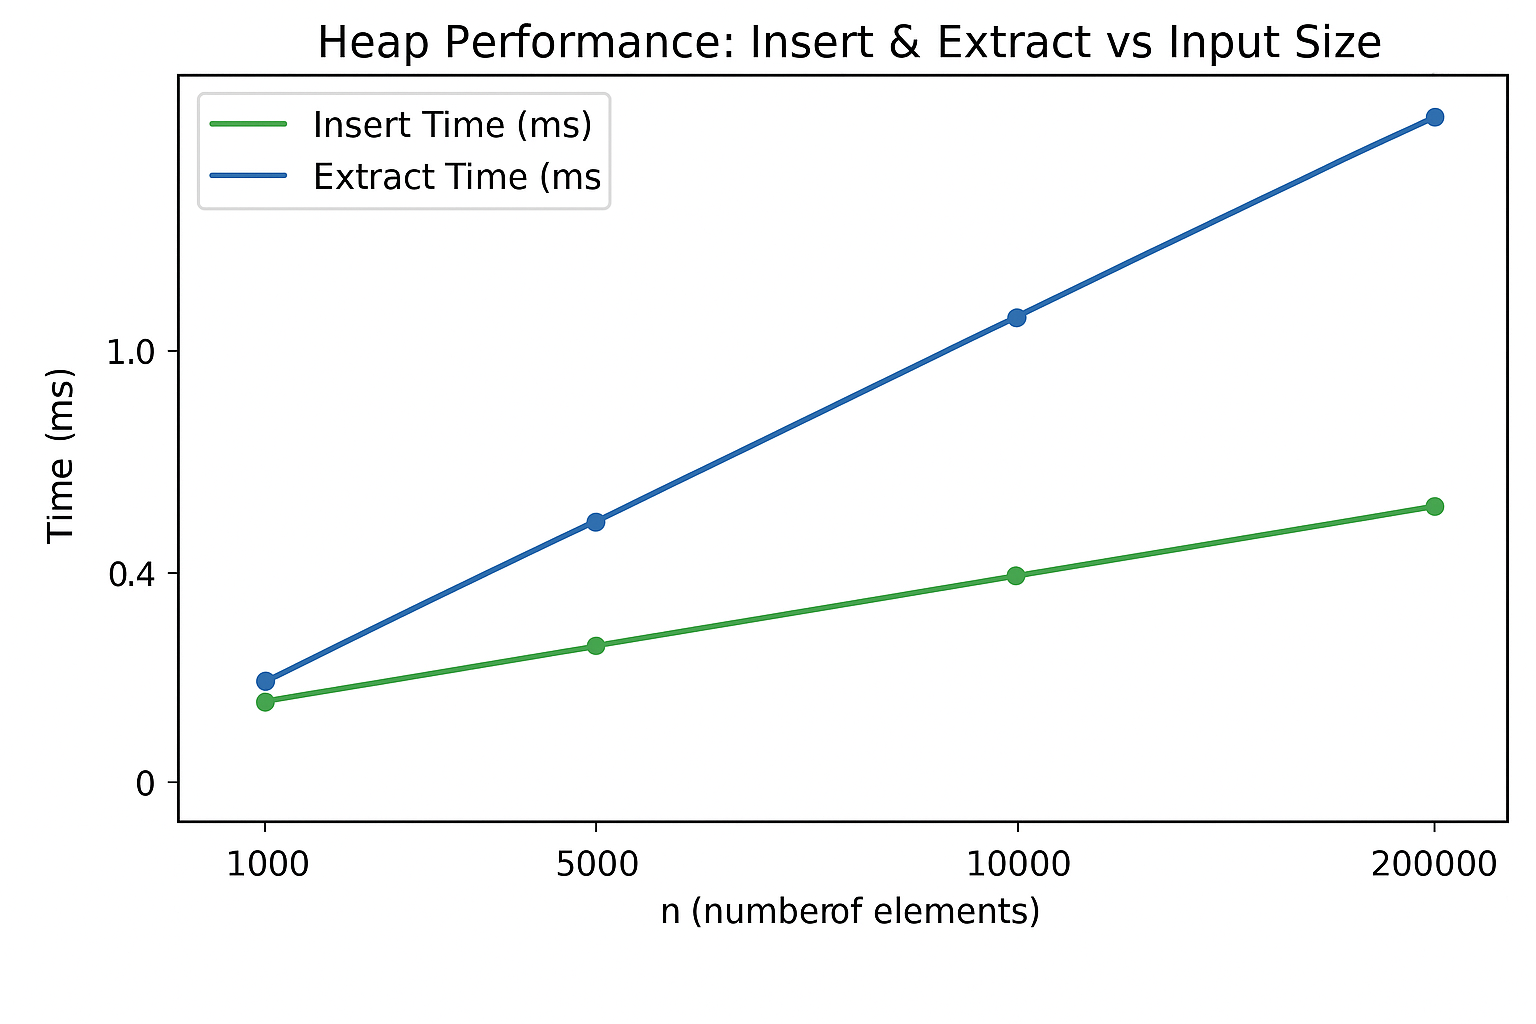 Heap Performance: Insert & Extract vs Input Size
Insert Time (ms)
Extract Time (ms
1.0
0.4
0
Time (ms)
1000 5000 10000 200000
n (numberof elements)